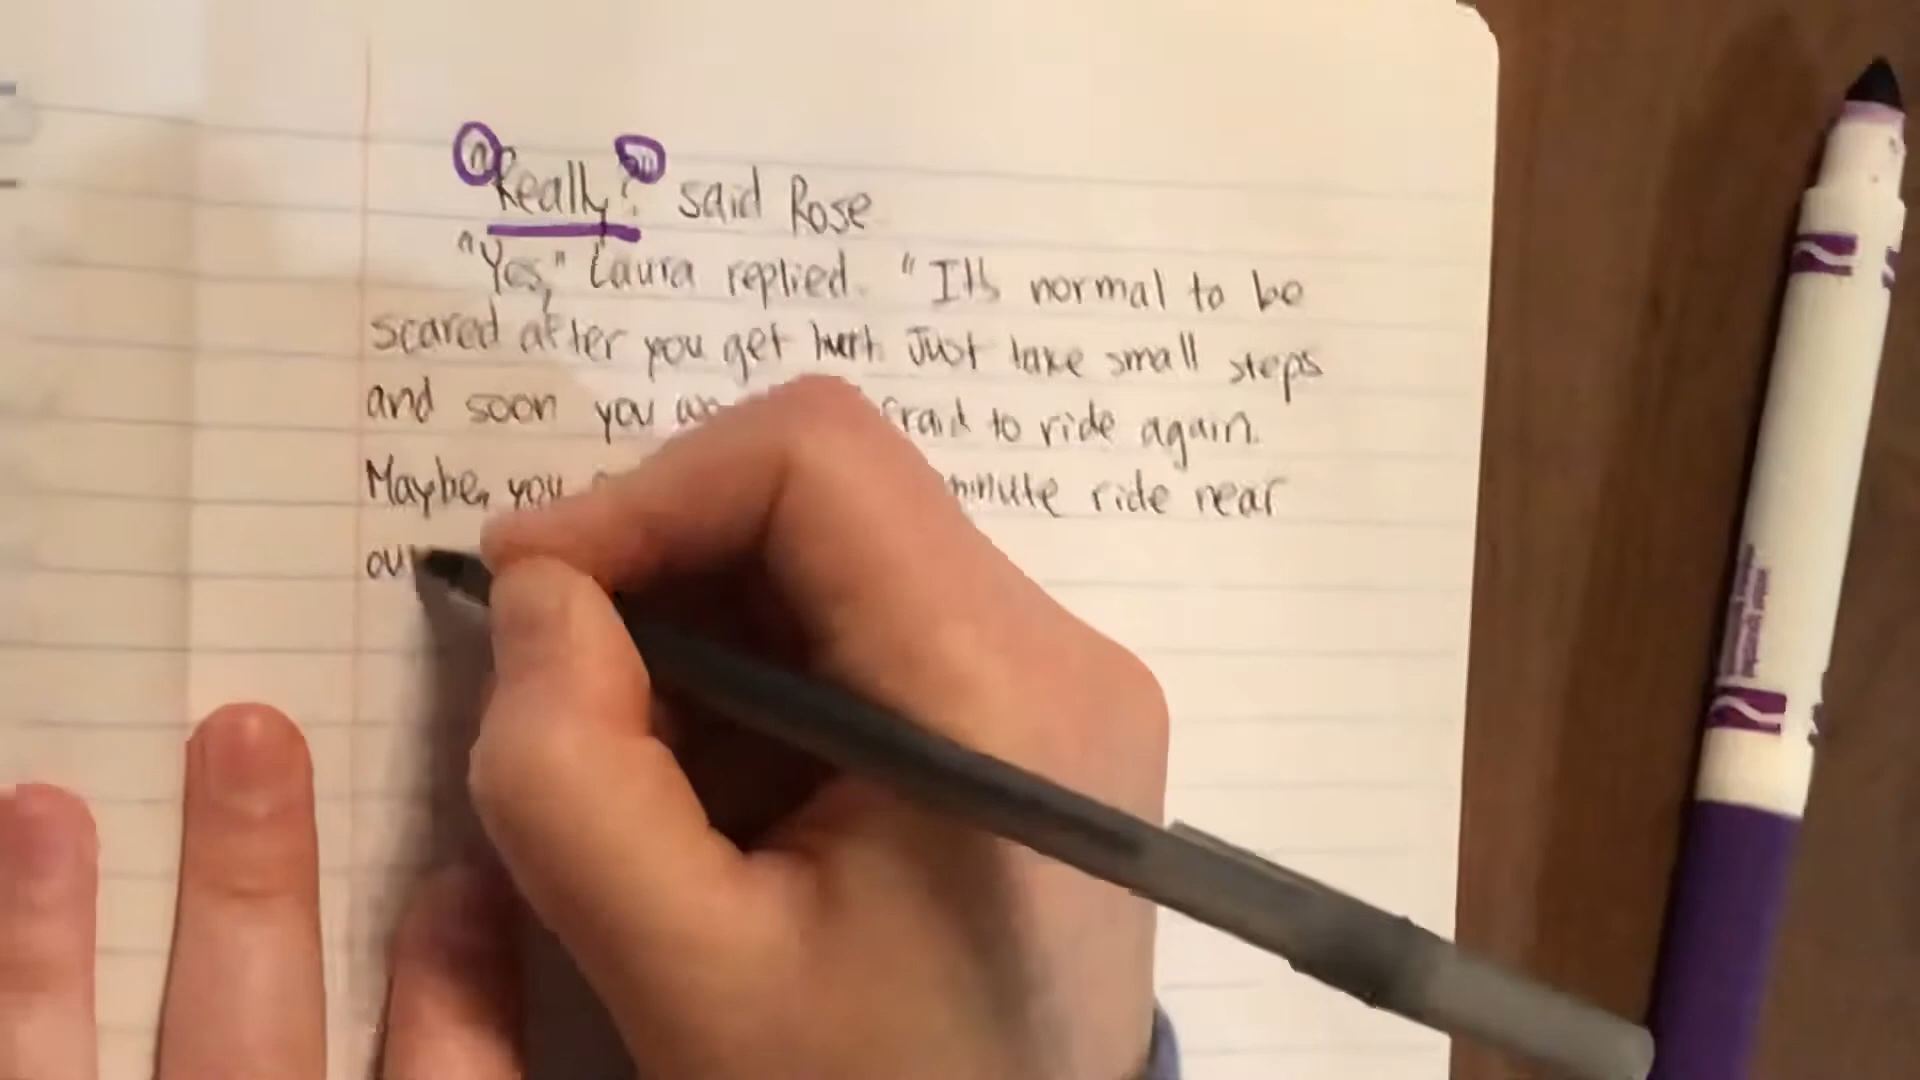 "Really?" said Rose
"Yes," Laura replied. "It's normal to be
scared after you get hurt. Just take small steps
and soon you to ride again.
Maybe, you minute ride near
our